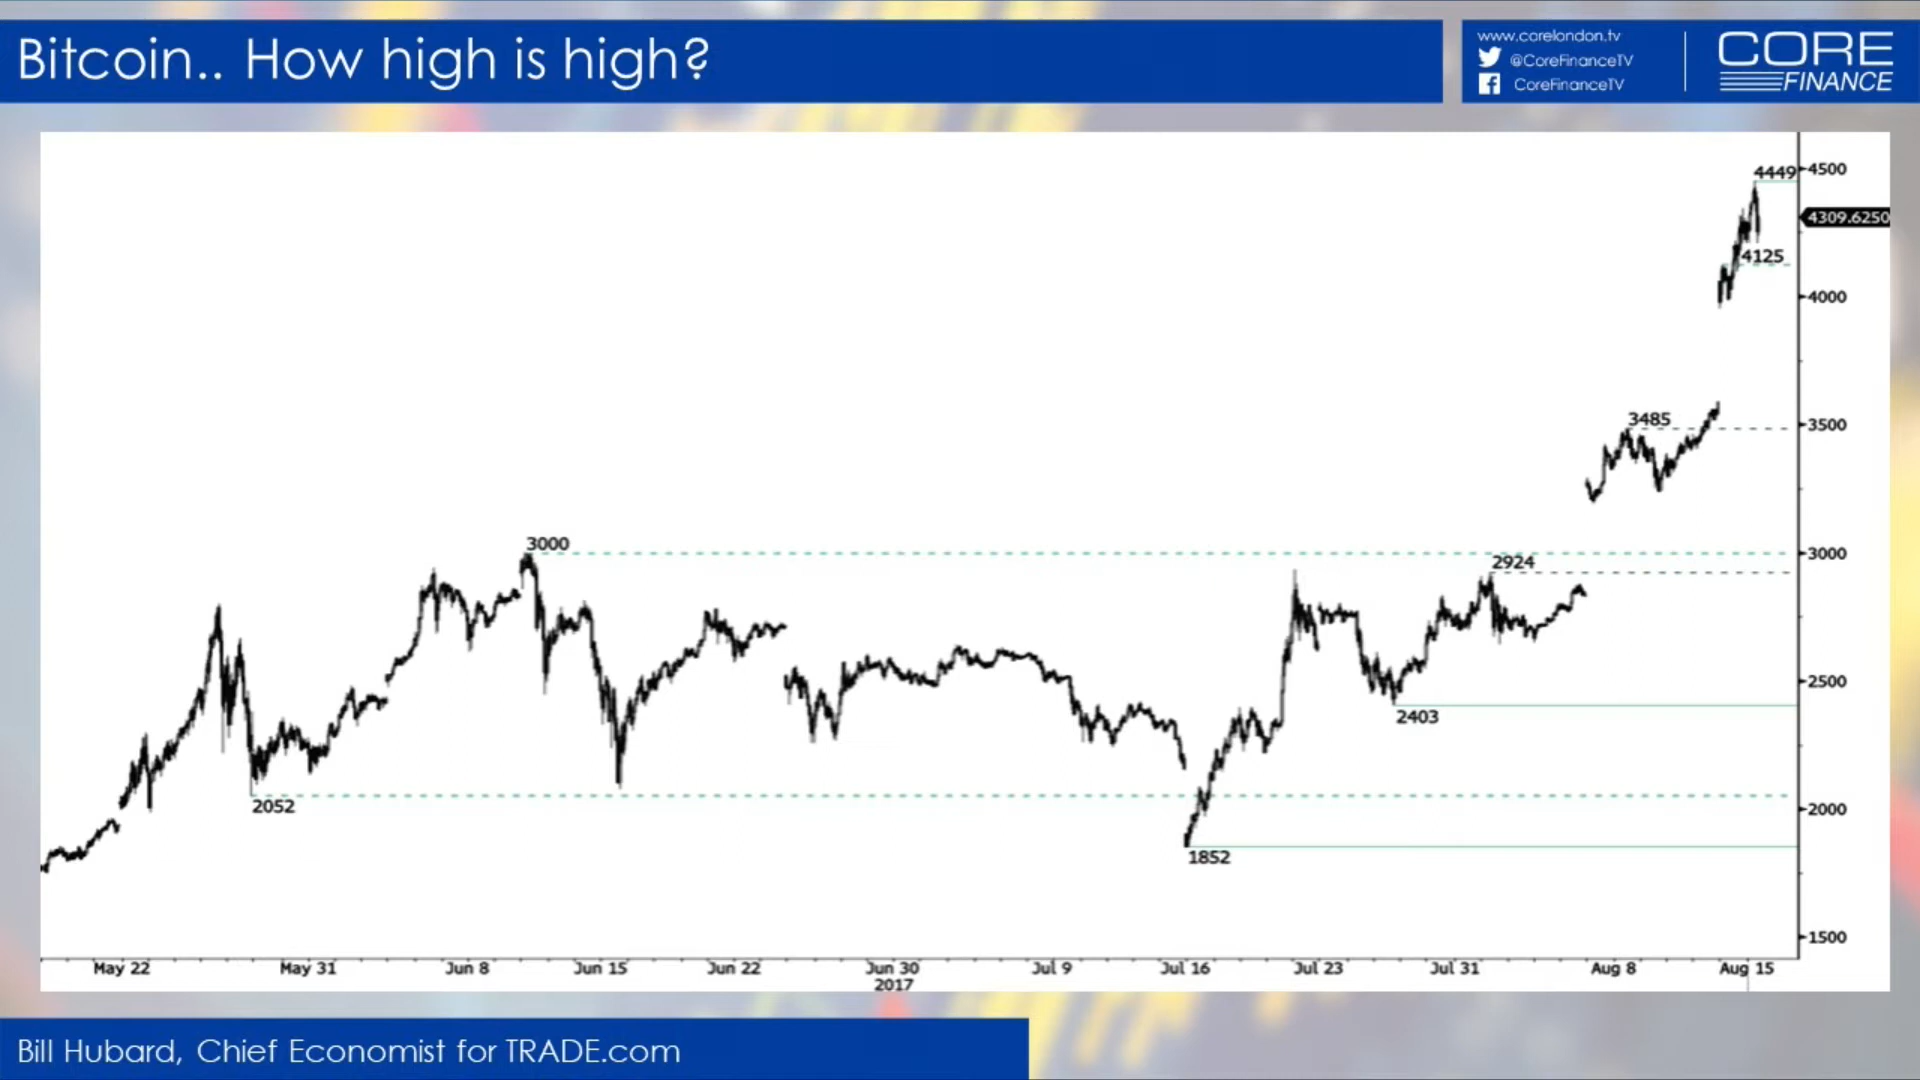 Bitcoin.. How high is high?
www.corelondon.tv
@CoreFinanceTV
CoreFinanceTV
CORE
FINANCE
4449
4500
4309.6250
4125
4000
3485
3500
3000
3000
2924
2500
2403
2052
2000
1852
1500
May 22 May 31 Jun 8 Jun 15 Jun 22 Jun 30 Jul 9 Jul 16 Jul 23 Jul 31 Aug 8 Aug 15
2017
Bill Hubard, Chief Economist for TRADE.com